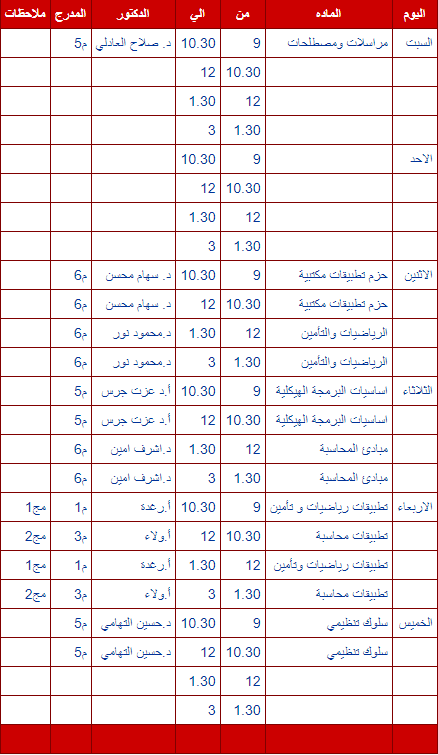 اليوم الماده من الي الدكتور المدرج ملاحظات
السبت مراسلات ومصطلحات 9 10.30 د. صلاح العادلي م5
10.30 12
12 1.30
1.30 3
الاحد 9 10.30
10.30 12
12 1.30
1.30 3
الاثنين حزم تطبيقات مكتبية 9 10.30 د. سهام محسن م6
حزم تطبيقات مكتبية 10.30 12 د. سهام محسن م6
الرياضيات والتأمين 12 1.30 د.محمود نور م6
الرياضيات والتأمين 1.30 3 د.محمود نور م6
الثلاثاء اساسيات البرمجة الهيكلية 9 10.30 أ.د عزت جرس م5
اساسيات البرمجة الهيكلية 10.30 12 أ.د عزت جرس م5
مبادئ المحاسبة 12 1.30 د.اشرف امين م6
مبادئ المحاسبة 1.30 3 د.اشرف امين م6
الاربعاء تطبيقات رياضيات و تأمين 9 10.30 أ.رغدة م1 مج1
تطبيقات محاسبة 10.30 12 أ.ولاء م3 مج2
تطبيقات رياضيات وتأمين 12 1.30 أ.رغدة م1 مج1
تطبيقات محاسبة 1.30 3 أ.ولاء م3 مج2
الخميس سلوك تنظيمي 9 10.30 د.حسين التهامي م5
سلوك تنظيمي 10.30 12 د.حسين التهامي م5
12 1.30
1.30 3